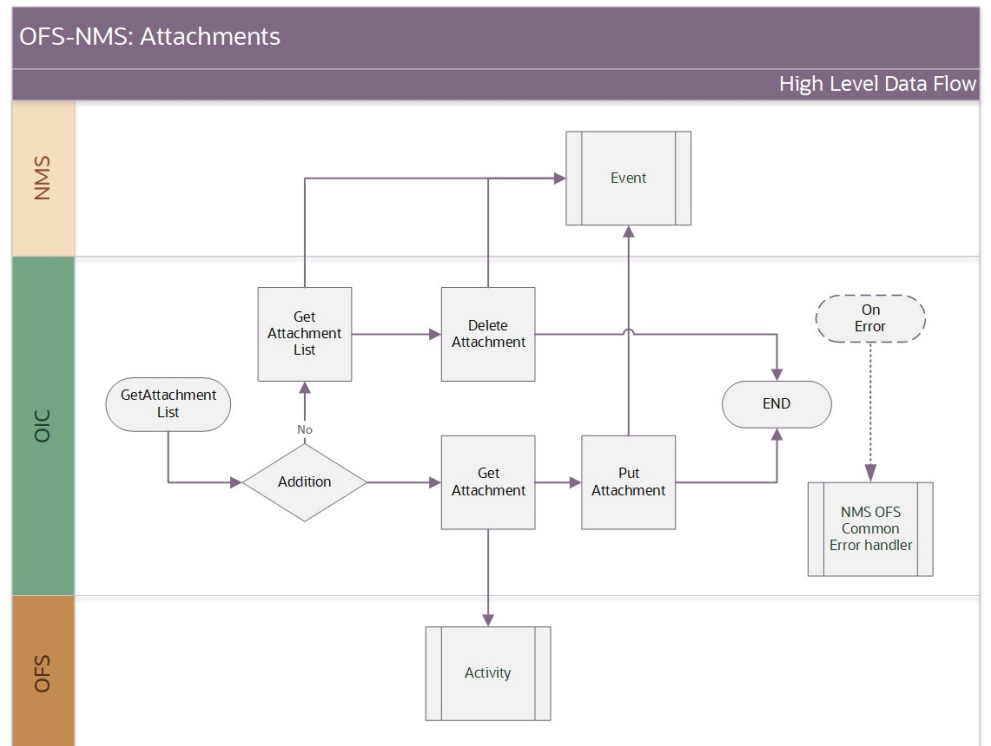 OFS-NMS: Attachments
High Level Data Flow
NMS
Event
OIC
Get
Attachment
List
Delete
Attachment
On
Error
GetAttachment
List
END
No
Addition
Get
Attachment
Put
Attachment
NMS OFS
Common
Error handler
OFS
Activity